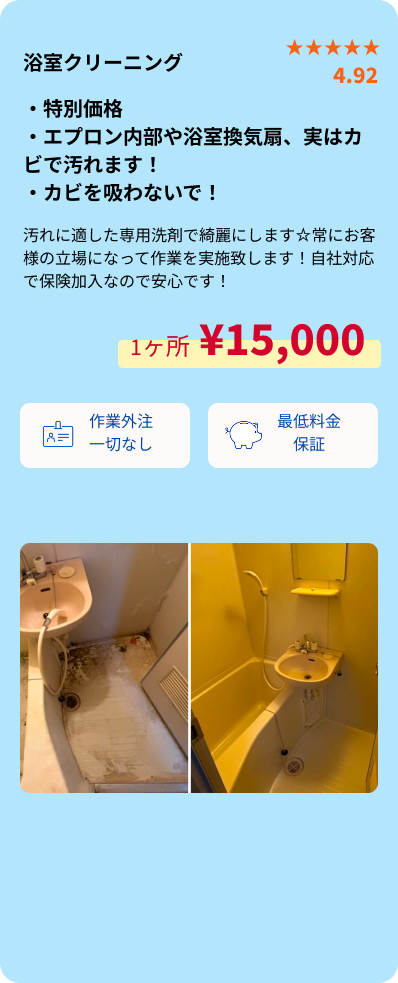 浴室クリーニング
★★★★★
4.92
・特別価格
・エプロン内部や浴室換気扇、実はカ
ビで汚れます！
・カビを吸わないで！
汚れに適した専用洗剤で綺麗にします☆常にお客
様の立場になって作業を実施致します！自社対応
で保険加入なので安心です！
1ヶ所 ¥15,000
作業外注
一切なし
最低料金
保証